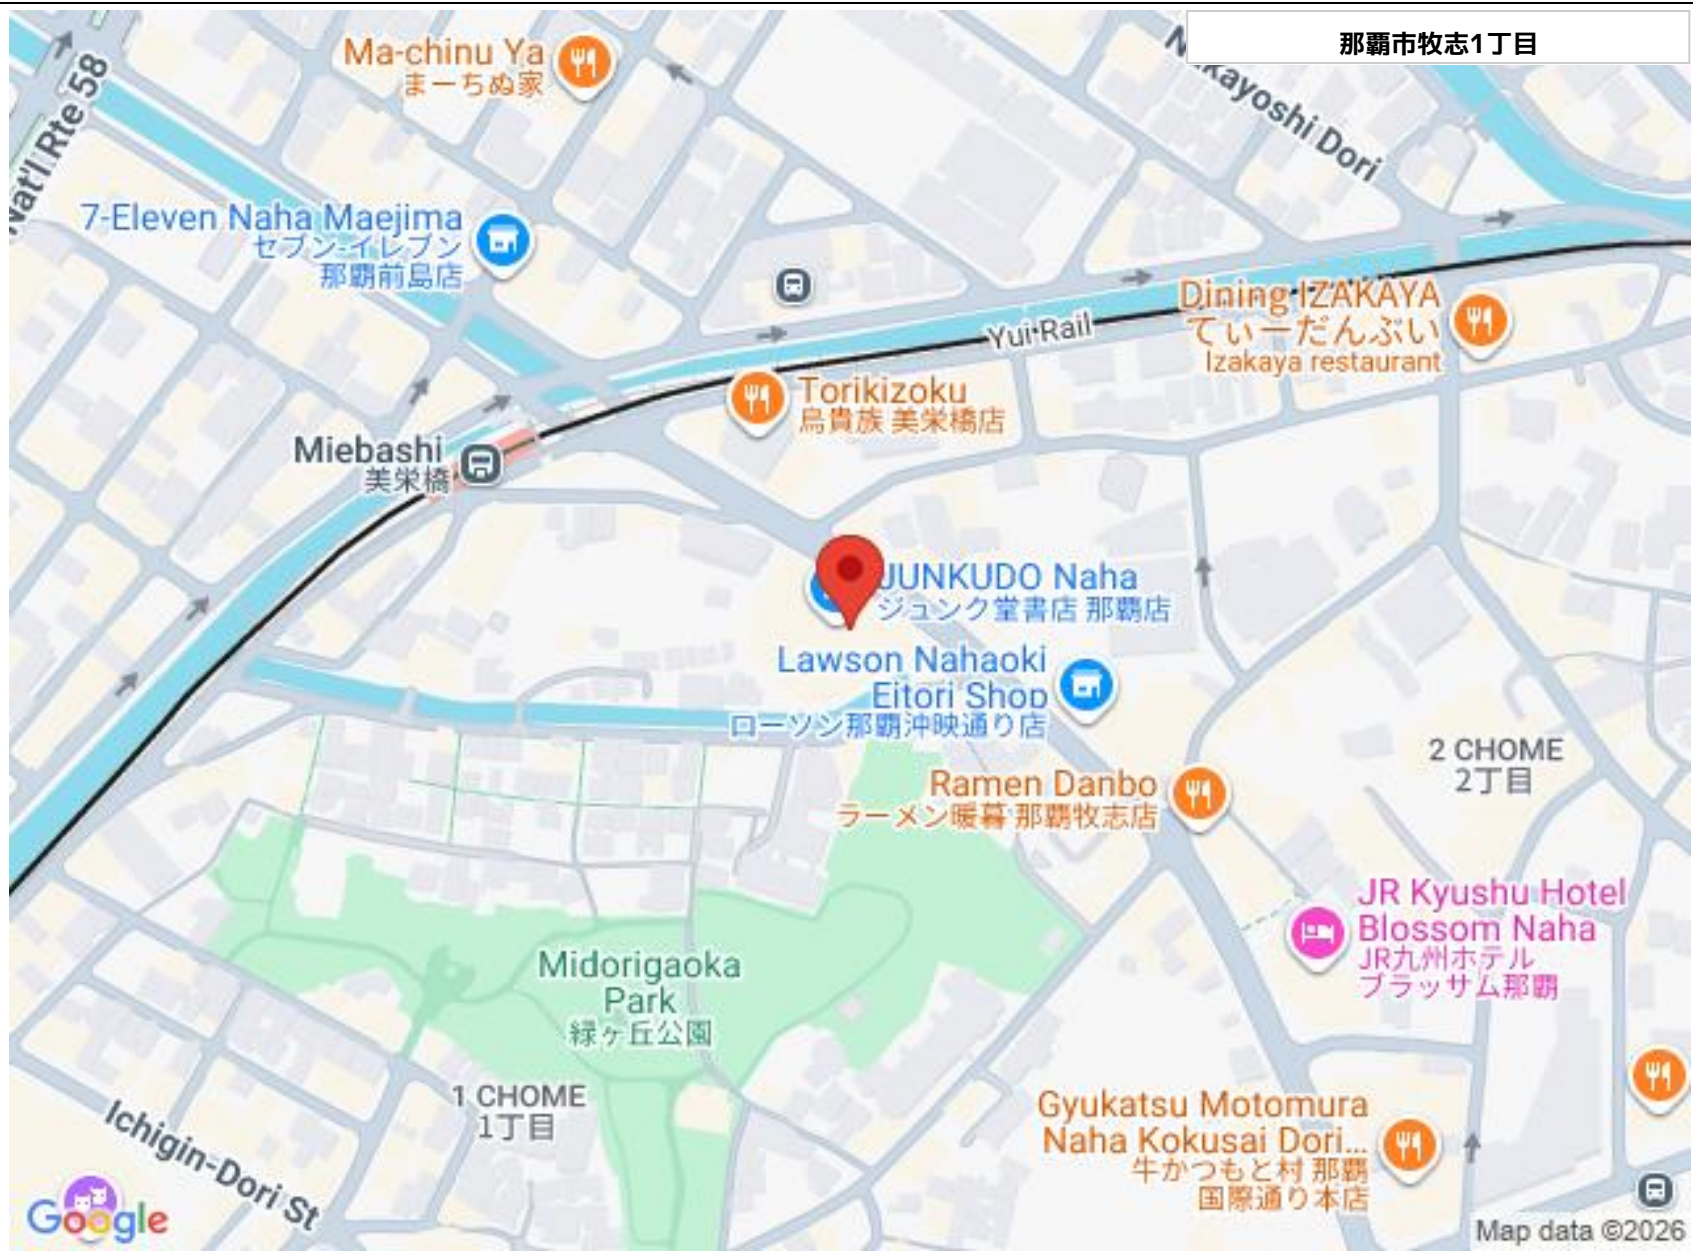 那覇市牧志1丁目
Ma-chinu Ya
まーちぬ家
Nat'l Rte 58
kayoshi Dori
7-Eleven Naha Maejima
セブン-イレブン
那覇前島店
Yui Rail
Dining IZAKAYA
てぃーだんぶい
Izakaya restaurant
Torikizoku
鳥貴族 美栄橋店
Miebashi
美栄橋
JUNKUDO Naha
ジュンク堂書店 那覇店
Lawson Nahaoki
Eitori Shop
ローソン那覇沖映通り店
2 CHOME
2丁目
Ramen Danbo
ラーメン暖暮 那覇牧志店
JR Kyushu Hotel
Blossom Naha
JR九州ホテル
ブラッサム那覇
Midorigaoka
Park
緑ヶ丘公園
1 CHOME
1丁目
Gyukatsu Motomura
Naha Kokusai Dori...
牛かつもと村 那覇
国際通り本店
Ichigin-Dori St
Google
Map data ©2026